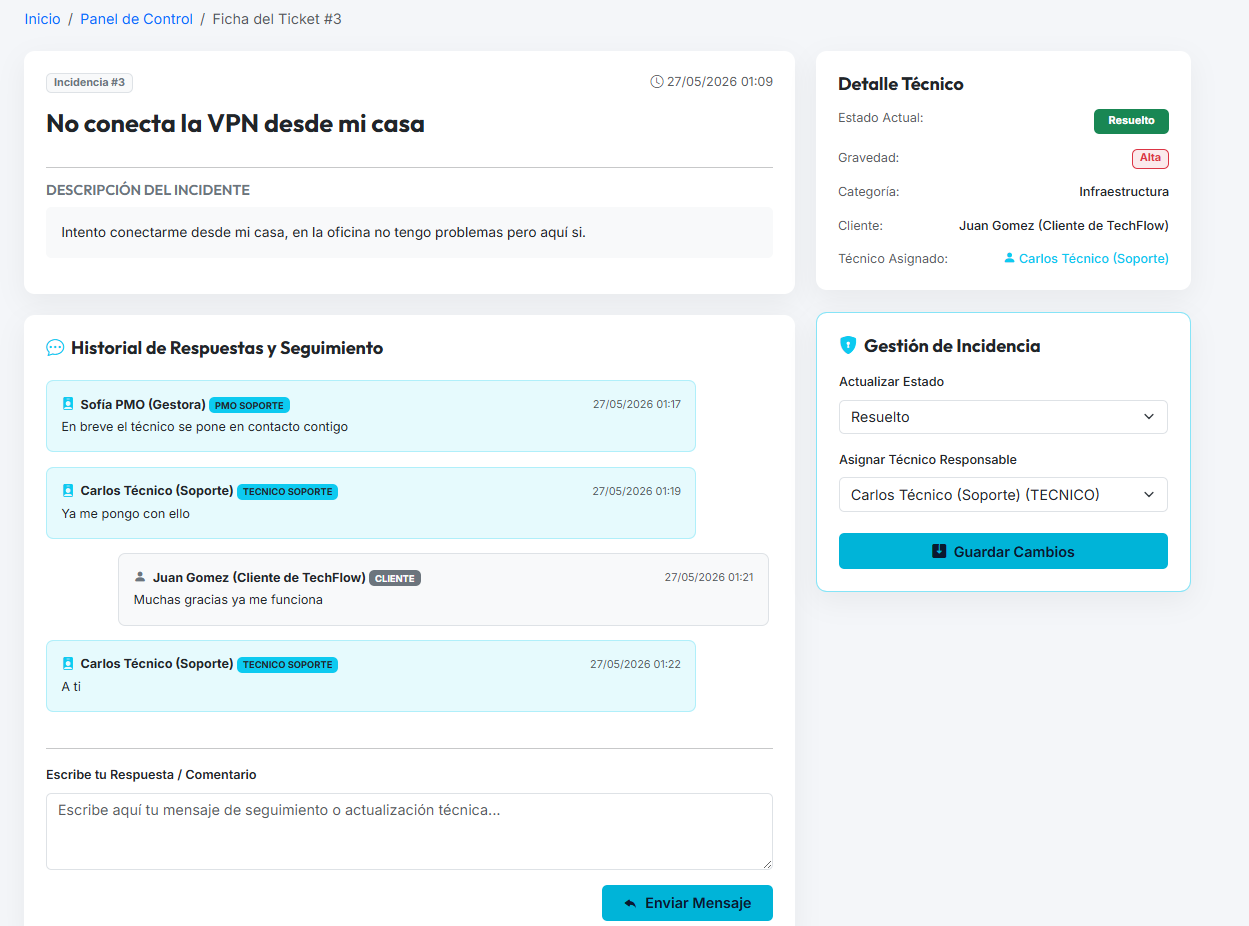 Inicio / Panel de Control / Ficha del Ticket #3
Incidencia #3
27/05/2026 01:09
No conecta la VPN desde mi casa
DESCRIPCIÓN DEL INCIDENTE
Intento conectarme desde mi casa, en la oficina no tengo problemas pero aquí si.
Historial de Respuestas y Seguimiento
Sofía PMO (Gestora) PMO SOPORTE 27/05/2026 01:17
En breve el técnico se pone en contacto contigo
Carlos Técnico (Soporte) TECNICO SOPORTE 27/05/2026 01:19
Ya me pongo con ello
Juan Gomez (Cliente de TechFlow) CLIENTE 27/05/2026 01:21
Muchas gracias ya me funciona
Carlos Técnico (Soporte) TECNICO SOPORTE 27/05/2026 01:22
A ti
Escribe tu Respuesta / Comentario
Escribe aquí tu mensaje de seguimiento o actualización técnica...
Enviar Mensaje
Detalle Técnico
Estado Actual: Resuelto
Gravedad: Alta
Categoría: Infraestructura
Cliente: Juan Gomez (Cliente de TechFlow)
Técnico Asignado: Carlos Técnico (Soporte)
Gestión de Incidencia
Actualizar Estado
Resuelto
Asignar Técnico Responsable
Carlos Técnico (Soporte) (TECNICO)
Guardar Cambios